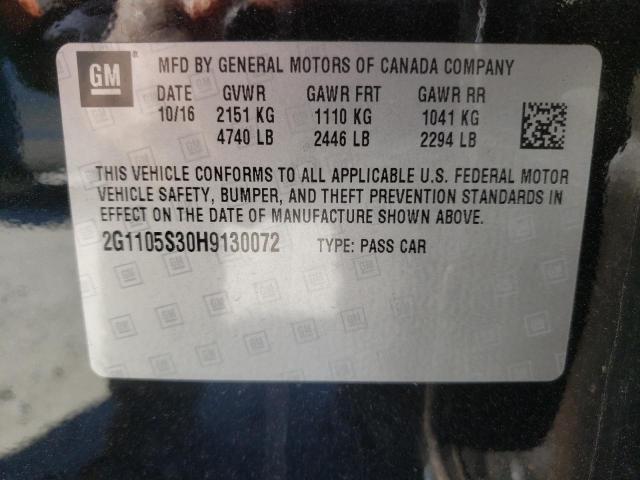 GM MFD BY GENERAL MOTORS OF CANADA COMPANY
DATE GVWR GAWR FRT GAWR RR
10/16 2151 KG 1110 KG 1041 KG
4740 LB 2446 LB 2294 LB
THIS VEHICLE CONFORMS TO ALL APPLICABLE U.S. FEDERAL MOTOR
VEHICLE SAFETY, BUMPER, AND THEFT PREVENTION STANDARDS IN
EFFECT ON THE DATE OF MANUFACTURE SHOWN ABOVE.
2G1105S30H9130072 TYPE: PASS CAR